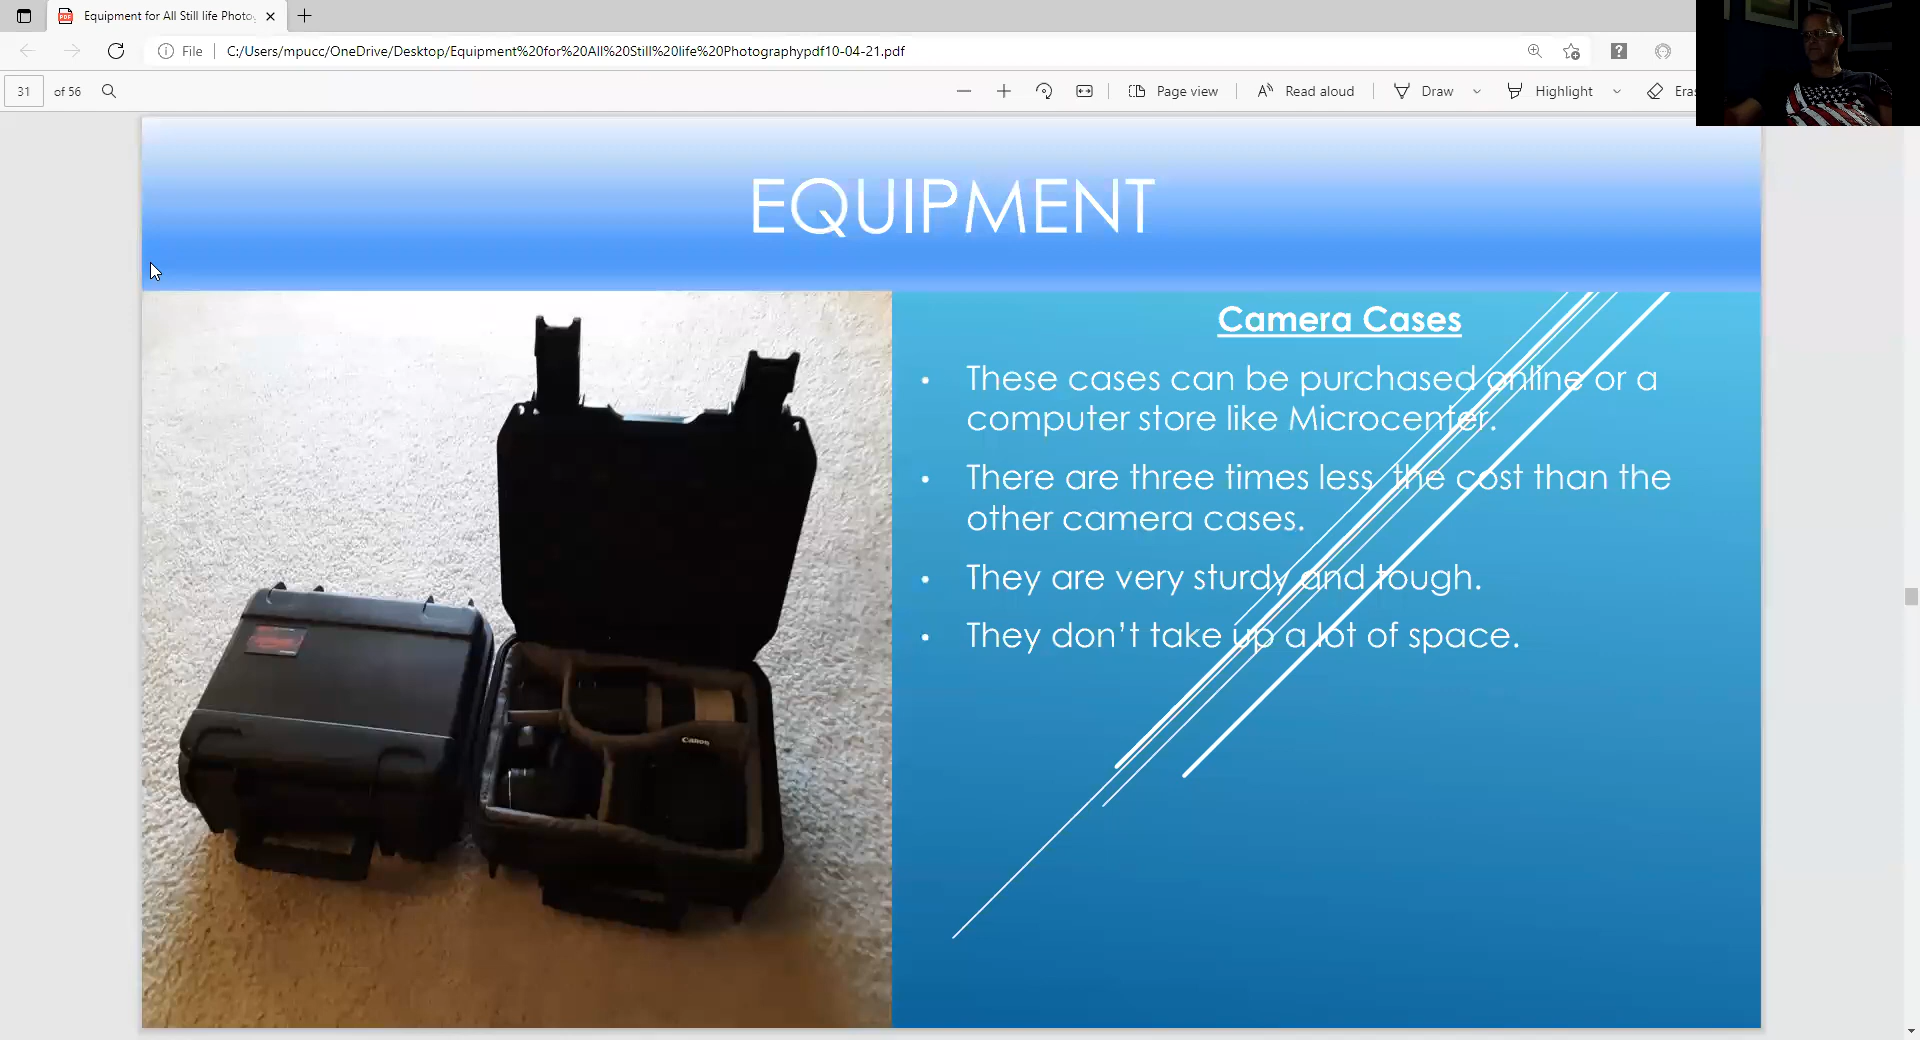 Equipment for All Still life Photo
File
C:/Users/mpucc/OneDrive/Desktop/Equipment%20for%20All%20Still%20life%20Photographypdf10-04-21.pdf
31 of 56
Page view
Read aloud
Draw
Highlight
Eras
EQUIPMENT
Camera Cases
• These cases can be purchased online or a
computer store like Microcenter.
• There are three times less the cost than the
other camera cases.
• They are very sturdy and tough.
• They don't take up a lot of space.
Canon